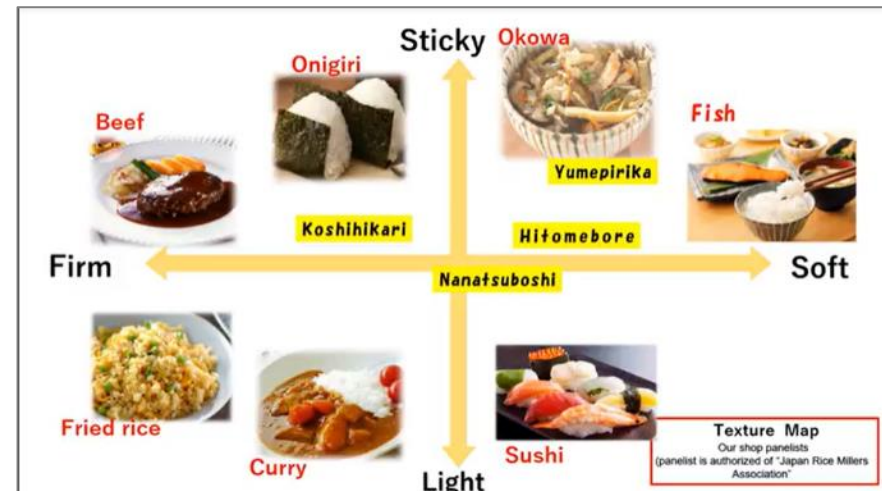 Sticky
Okowa
Onigiri
Fish
Beef
Yumepirika
Koshihikari
Hitomebore
Firm
Soft
Nanatsuboshi
Fried rice
Curry
Sushi
Light
Texture Map
Our shop panelists
(panelist is authorized of "Japan Rice Millers
Association"